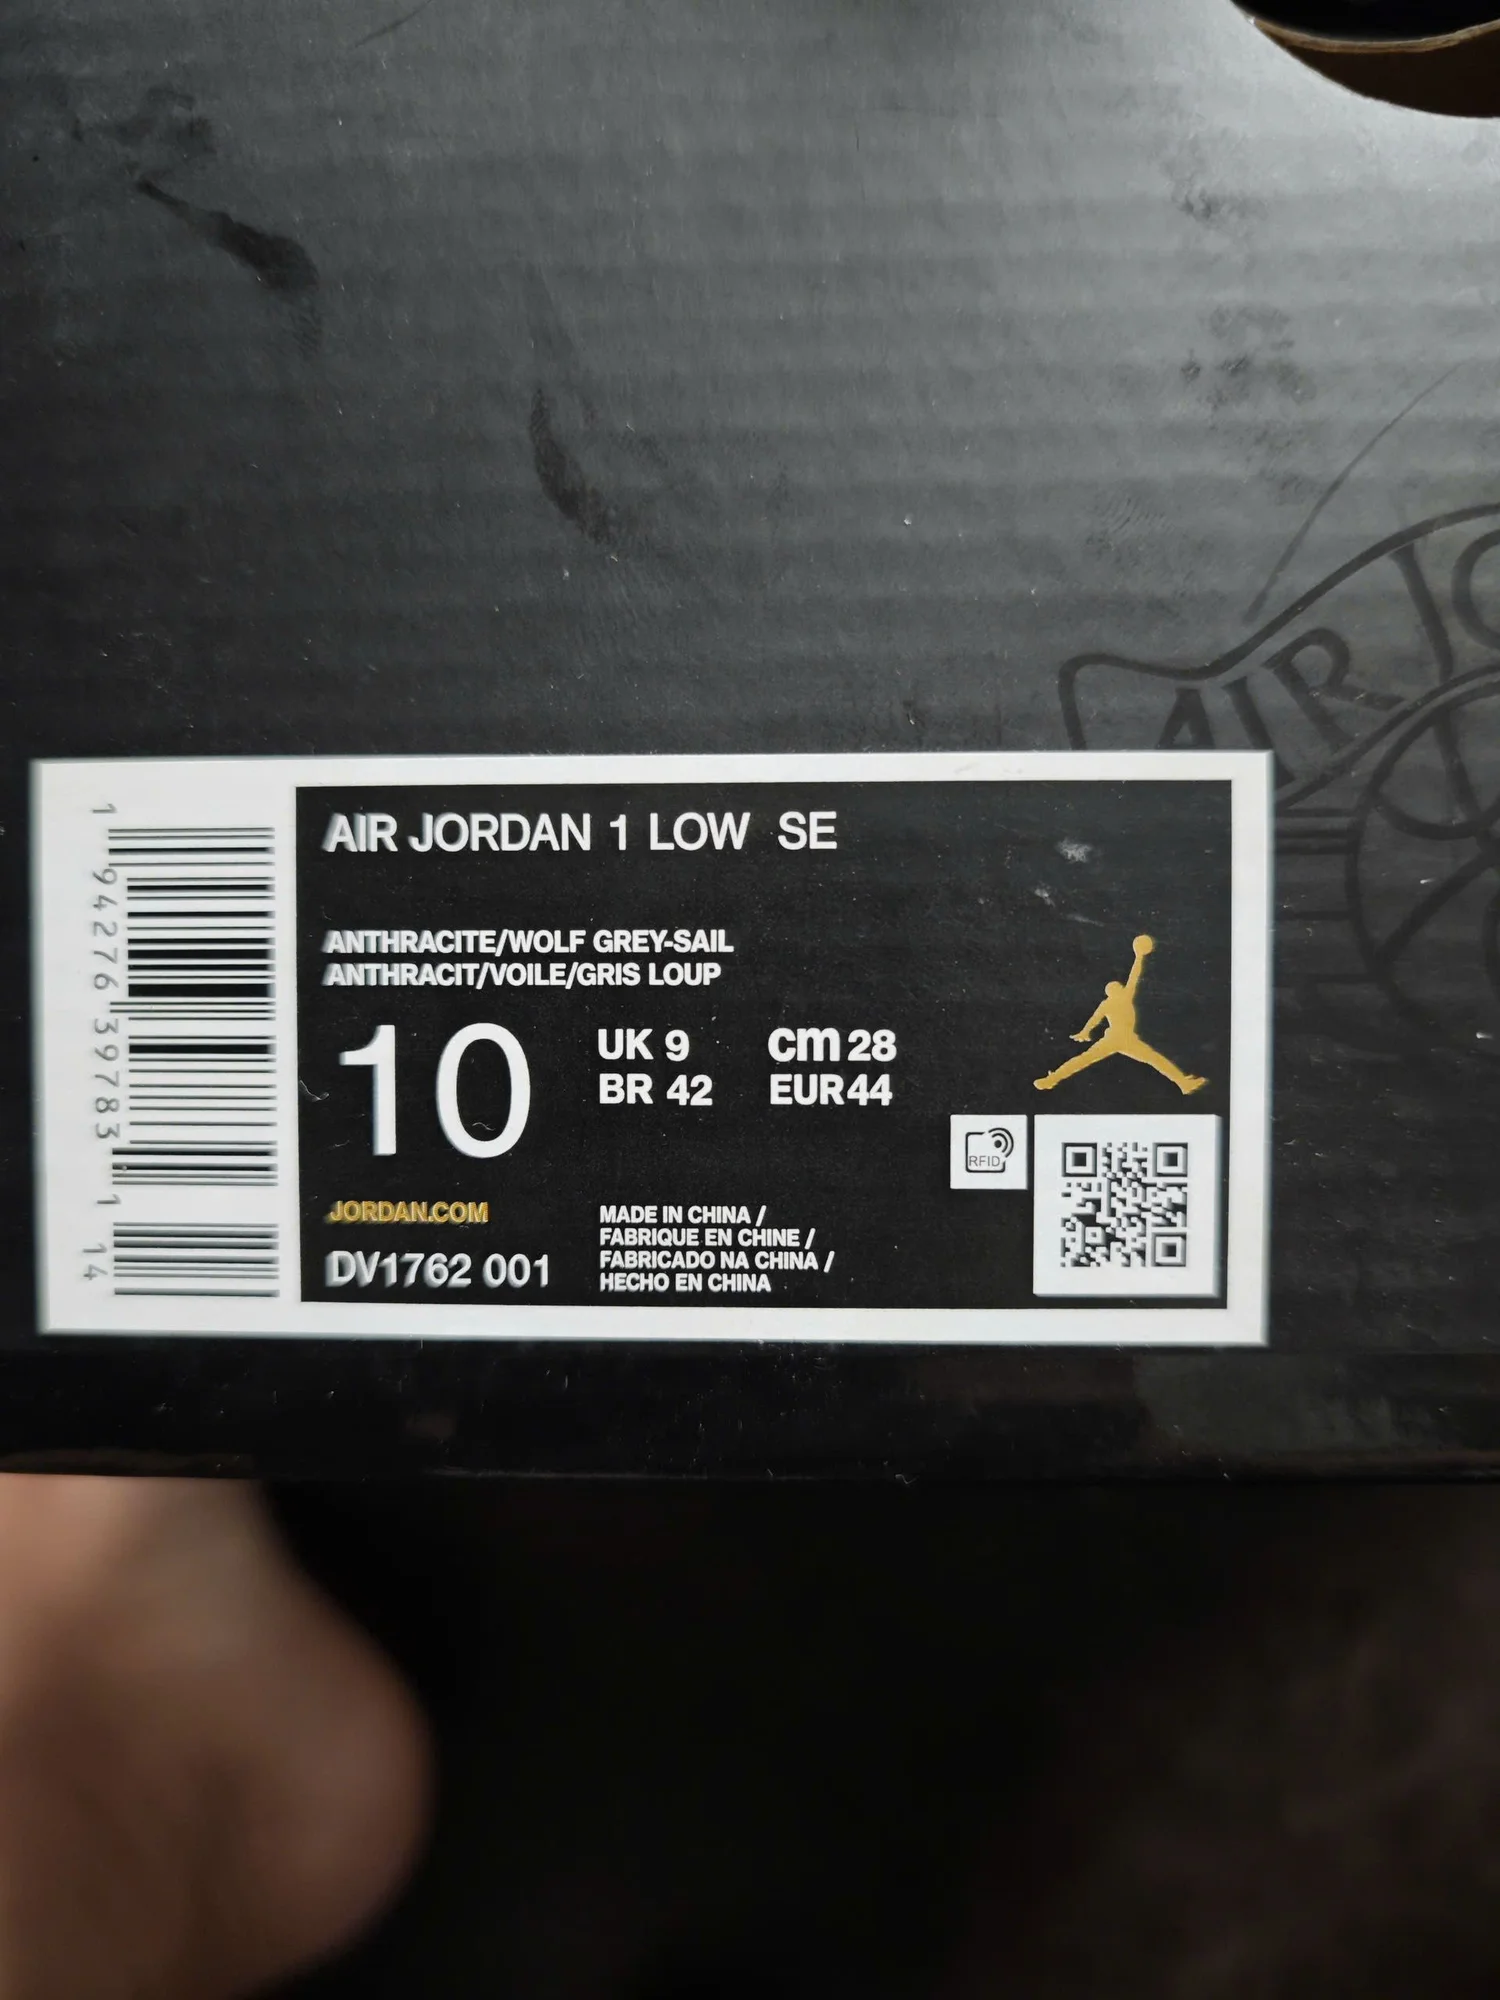 AIR JO
1 94276 39783 1 14
AIR JORDAN 1 LOW SE
ANTHRACITE/WOLF GREY-SAIL
ANTHRACIT/VOILE/GRIS LOUP
10
UK 9
cm 28
BR 42
EUR 44
RFID
JORDAN.COM
DV1762 001
MADE IN CHINA /
FABRIQUE EN CHINE /
FABRICADO NA CHINA /
HECHO EN CHINA